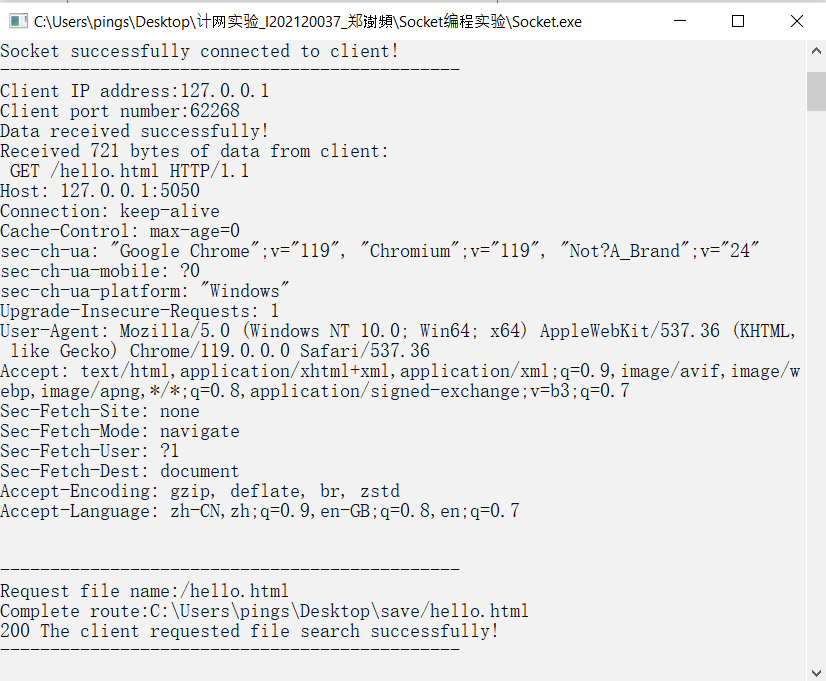 C:\Users\pings\Desktop\计网实验_I202120037_郑澍頻\Socket编程实验\Socket.exe
Socket successfully connected to client!
----------------------------------------------
Client IP address:127.0.0.1
Client port number:62268
Data received successfully!
Received 721 bytes of data from client:
 GET /hello.html HTTP/1.1
Host: 127.0.0.1:5050
Connection: keep-alive
Cache-Control: max-age=0
sec-ch-ua: "Google Chrome";v="119", "Chromium";v="119", "Not?A_Brand";v="24"
sec-ch-ua-mobile: ?0
sec-ch-ua-platform: "Windows"
Upgrade-Insecure-Requests: 1
User-Agent: Mozilla/5.0 (Windows NT 10.0; Win64; x64) AppleWebKit/537.36 (KHTML,
 like Gecko) Chrome/119.0.0.0 Safari/537.36
Accept: text/html,application/xhtml+xml,application/xml;q=0.9,image/avif,image/w
ebp,image/apng,*/*;q=0.8,application/signed-exchange;v=b3;q=0.7
Sec-Fetch-Site: none
Sec-Fetch-Mode: navigate
Sec-Fetch-User: ?1
Sec-Fetch-Dest: document
Accept-Encoding: gzip, deflate, br, zstd
Accept-Language: zh-CN,zh;q=0.9,en-GB;q=0.8,en;q=0.7
----------------------------------------------
Request file name:/hello.html
Complete route:C:\Users\pings\Desktop\save/hello.html
200 The client requested file search successfully!
----------------------------------------------